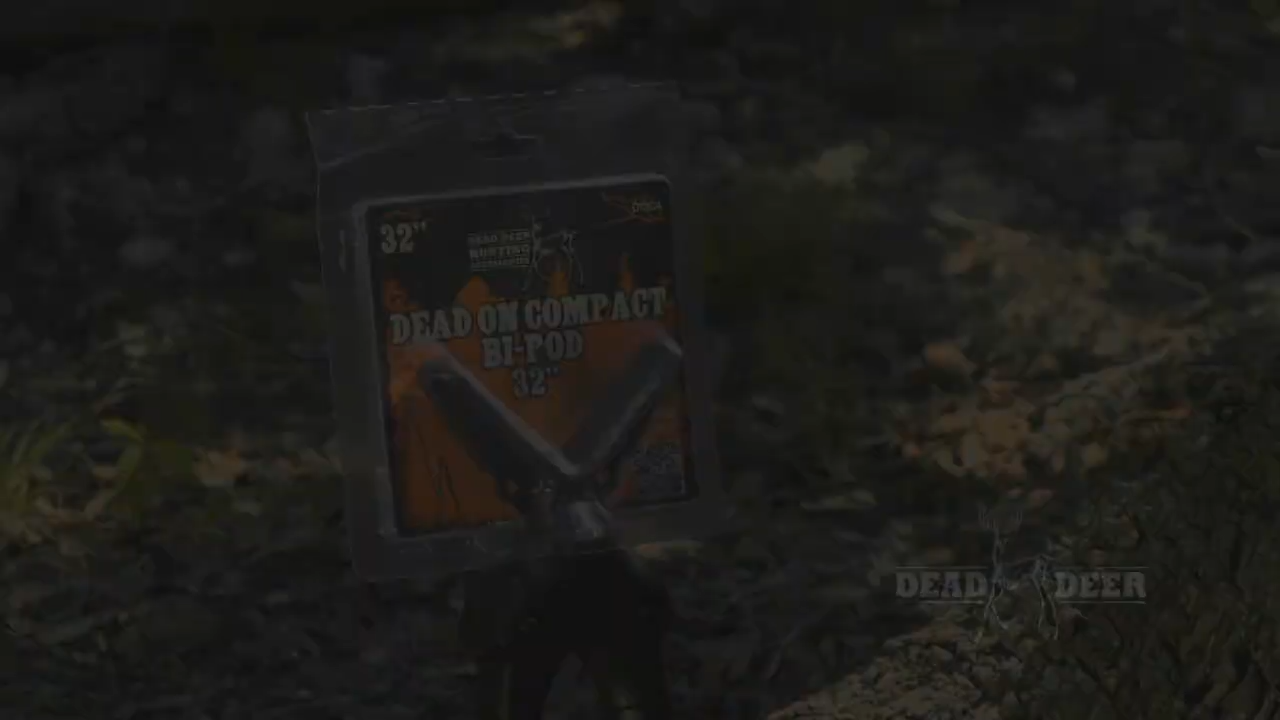 32"
DEAD DEER
HUNTING
DEAD ON COMPACT
BI-POD
32"
DEAD DEER